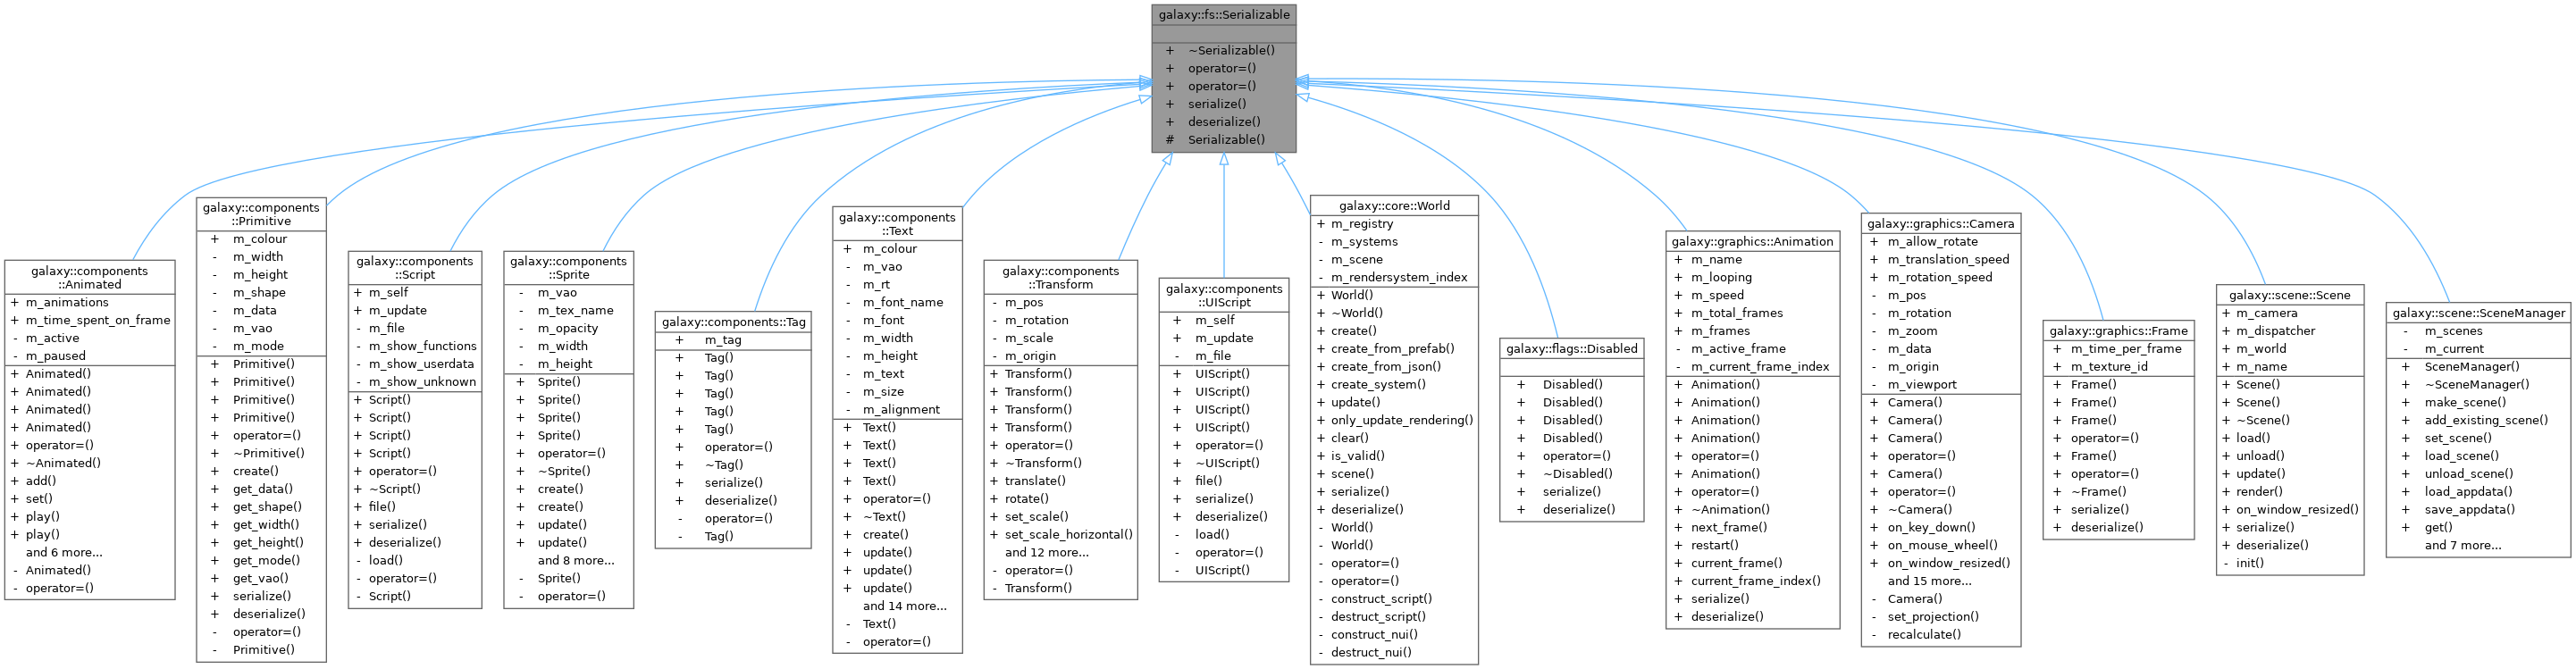 galaxy::fs::Serializable
+ ~Serializable()
+ operator=()
+ operator=()
+ serialize()
+ deserialize()
# Serializable()
galaxy::components
::Animated
+ m_animations
+ m_time_spent_on_frame
- m_active
- m_paused
+ Animated()
+ Animated()
+ Animated()
+ Animated()
+ operator=()
+ ~Animated()
+ add()
+ set()
+ play()
+ play()
and 6 more...
- Animated()
- operator=()
galaxy::components
::Primitive
+ m_colour
- m_width
- m_height
- m_shape
- m_data
- m_vao
- m_mode
+ Primitive()
+ Primitive()
+ Primitive()
+ Primitive()
+ operator=()
+ ~Primitive()
+ create()
+ get_data()
+ get_shape()
+ get_width()
+ get_height()
+ get_mode()
+ get_vao()
+ serialize()
+ deserialize()
- operator=()
- Primitive()
galaxy::components
::Script
+ m_self
+ m_update
- m_file
- m_show_functions
- m_show_userdata
- m_show_unknown
+ Script()
+ Script()
+ Script()
+ Script()
+ operator=()
+ ~Script()
+ file()
+ serialize()
+ deserialize()
- load()
- operator=()
- Script()
galaxy::components
::Sprite
- m_vao
- m_tex_name
- m_opacity
- m_width
- m_height
+ Sprite()
+ Sprite()
+ Sprite()
+ Sprite()
+ operator=()
+ ~Sprite()
+ create()
+ create()
+ update()
+ update()
and 8 more...
- Sprite()
- operator=()
galaxy::components::Tag
+ m_tag
+ Tag()
+ Tag()
+ Tag()
+ Tag()
+ Tag()
+ operator=()
+ ~Tag()
+ serialize()
+ deserialize()
- operator=()
- Tag()
galaxy::components
::Text
+ m_colour
- m_vao
- m_rt
- m_font_name
- m_font
- m_width
- m_height
- m_text
- m_size
- m_alignment
+ Text()
+ Text()
+ Text()
+ Text()
+ operator=()
+ ~Text()
+ create()
+ update()
+ update()
+ update()
and 14 more...
- Text()
- operator=()
galaxy::components
::Transform
- m_pos
- m_rotation
- m_scale
- m_origin
+ Transform()
+ Transform()
+ Transform()
+ Transform()
+ operator=()
+ ~Transform()
+ translate()
+ rotate()
+ set_scale()
+ set_scale_horizontal()
and 12 more...
- operator=()
- Transform()
galaxy::components
::UIScript
+ m_self
+ m_update
- m_file
+ UIScript()
+ UIScript()
+ UIScript()
+ UIScript()
+ operator=()
+ ~UIScript()
+ file()
+ serialize()
+ deserialize()
- load()
- operator=()
- UIScript()
galaxy::core::World
+ m_registry
- m_systems
- m_scene
- m_rendersystem_index
+ World()
+ ~World()
+ create()
+ create_from_prefab()
+ create_from_json()
+ create_system()
+ update()
+ only_update_rendering()
+ clear()
+ is_valid()
+ scene()
+ serialize()
+ deserialize()
- World()
- World()
- operator=()
- operator=()
- construct_script()
- destruct_script()
- construct_nui()
- destruct_nui()
galaxy::flags::Disabled
+ Disabled()
+ Disabled()
+ Disabled()
+ Disabled()
+ operator=()
+ ~Disabled()
+ serialize()
+ deserialize()
galaxy::graphics::Animation
+ m_name
+ m_looping
+ m_speed
+ m_total_frames
+ m_frames
- m_active_frame
- m_current_frame_index
+ Animation()
+ Animation()
+ Animation()
+ Animation()
+ operator=()
+ Animation()
+ operator=()
+ ~Animation()
+ next_frame()
+ restart()
+ current_frame()
+ current_frame_index()
+ serialize()
+ deserialize()
galaxy::graphics::Camera
+ m_allow_rotate
+ m_translation_speed
+ m_rotation_speed
- m_pos
- m_rotation
- m_zoom
- m_data
- m_origin
- m_viewport
+ Camera()
+ Camera()
+ Camera()
+ operator=()
+ Camera()
+ operator=()
+ ~Camera()
+ on_key_down()
+ on_mouse_wheel()
+ on_window_resized()
and 15 more...
- Camera()
- set_projection()
- recalculate()
galaxy::graphics::Frame
+ m_time_per_frame
+ m_texture_id
+ Frame()
+ Frame()
+ Frame()
+ operator=()
+ Frame()
+ operator=()
+ ~Frame()
+ serialize()
+ deserialize()
galaxy::scene::Scene
+ m_camera
+ m_dispatcher
+ m_world
+ m_name
+ Scene()
+ Scene()
+ ~Scene()
+ load()
+ unload()
+ update()
+ render()
+ on_window_resized()
+ serialize()
+ deserialize()
- init()
galaxy::scene::SceneManager
- m_scenes
- m_current
+ SceneManager()
+ ~SceneManager()
+ make_scene()
+ add_existing_scene()
+ set_scene()
+ load_scene()
+ unload_scene()
+ load_appdata()
+ save_appdata()
+ get()
and 7 more...